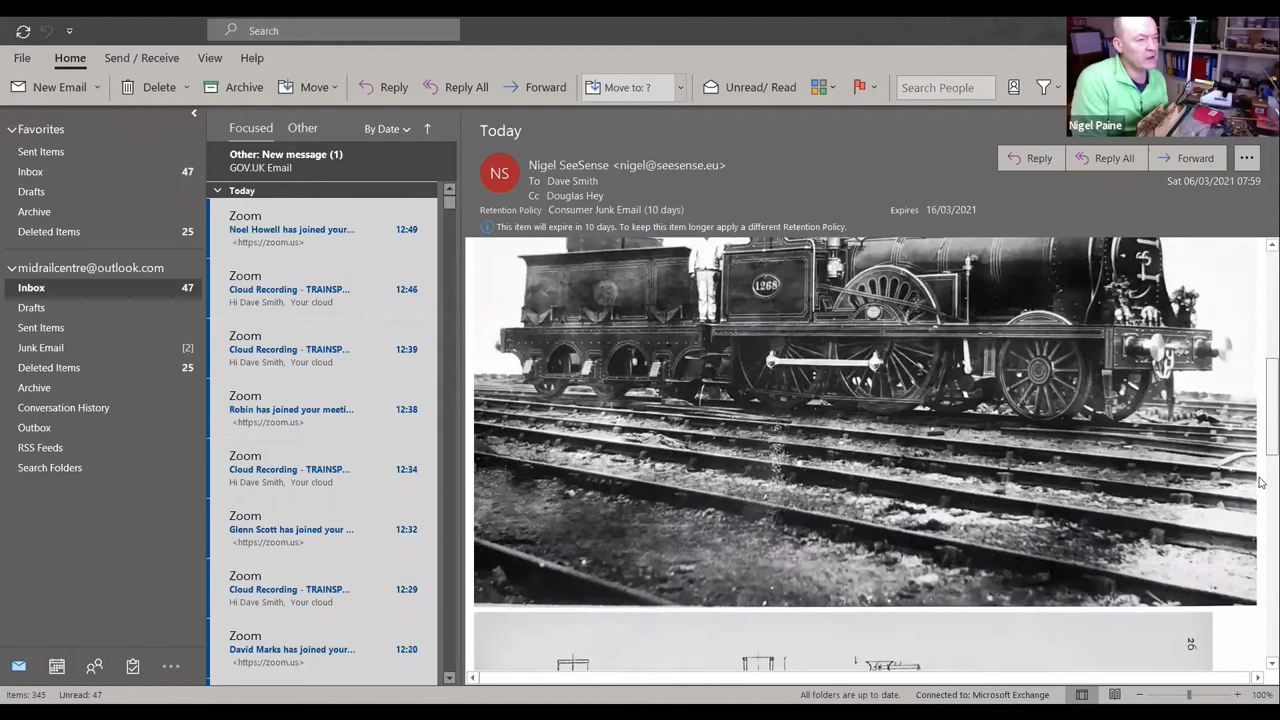 Search
File Home Send / Receive View Help
New Email Delete Archive Move Reply Reply All Forward Move to: ? Unread/ Read Search People
Nigel Paine
Favorites
Sent Items
Inbox 47
Drafts
Archive
Deleted Items 25
midrailcentre@outlook.com
Inbox 47
Drafts
Sent Items
Junk Email [2]
Deleted Items 25
Archive
Conversation History
Outbox
RSS Feeds
Search Folders
Focused Other By Date
Other: New message (1)
GOV.UK Email
Today
Zoom
Noel Howell has joined your... 12:49
<https://zoom.us>
Zoom
Cloud Recording - TRANSP... 12:46
Hi Dave Smith, Your cloud
Zoom
Cloud Recording - TRAINSP... 12:39
Hi Dave Smith, Your cloud
Zoom
Robin has joined your meeti... 12:38
<https://zoom.us>
Zoom
Cloud Recording - TRAINSP... 12:34
Hi Dave Smith, Your cloud
Zoom
Glenn Scott has joined your ... 12:32
<https://zoom.us>
Zoom
Cloud Recording - TRAINSP... 12:29
Hi Dave Smith, Your cloud
Zoom
David Marks has joined your... 12:20
<https://zoom.us>
Today
NS
Nigel SeeSense <nigel@seesense.eu>
To Dave Smith
Cc Douglas Hey
Retention Policy Consumer Junk Email (10 days) Expires 16/03/2021
This item will expire in 10 days. To keep this item longer apply a different Retention Policy.
Reply Reply All Forward
Sat 06/03/2021 07:59
1268
26
Items: 345 Unread: 47 All folders are up to date. Connected to: Microsoft Exchange 100%